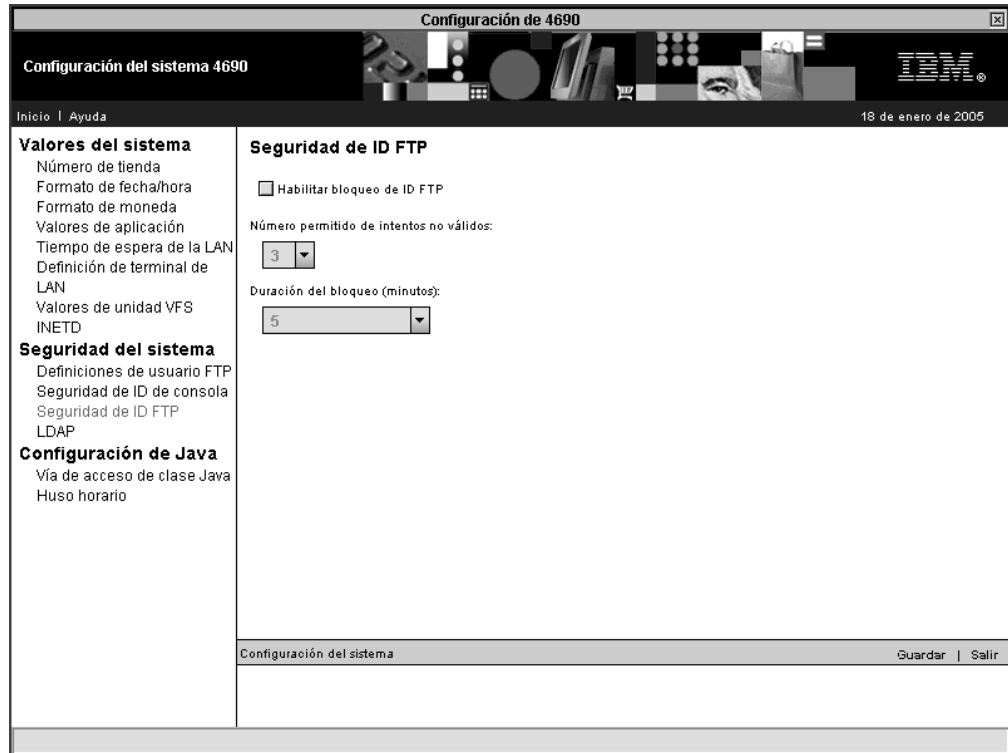 Configuración de 4690
Configuración del sistema 4690
IBM®
Inicio | Ayuda
18 de enero de 2005
Valores del sistema
Número de tienda
Formato de fecha/hora
Formato de moneda
Valores de aplicación
Tiempo de espera de la LAN
Definición de terminal de
LAN
Valores de unidad VFS
INETD
Seguridad del sistema
Definiciones de usuario FTP
Seguridad de ID de consola
Seguridad de ID FTP
LDAP
Configuración de Java
Vía de acceso de clase Java
Huso horario
Seguridad de ID FTP
Habilitar bloqueo de ID FTP
Número permitido de intentos no válidos:
3
Duración del bloqueo (minutos):
5
Configuración del sistema
Guardar | Salir